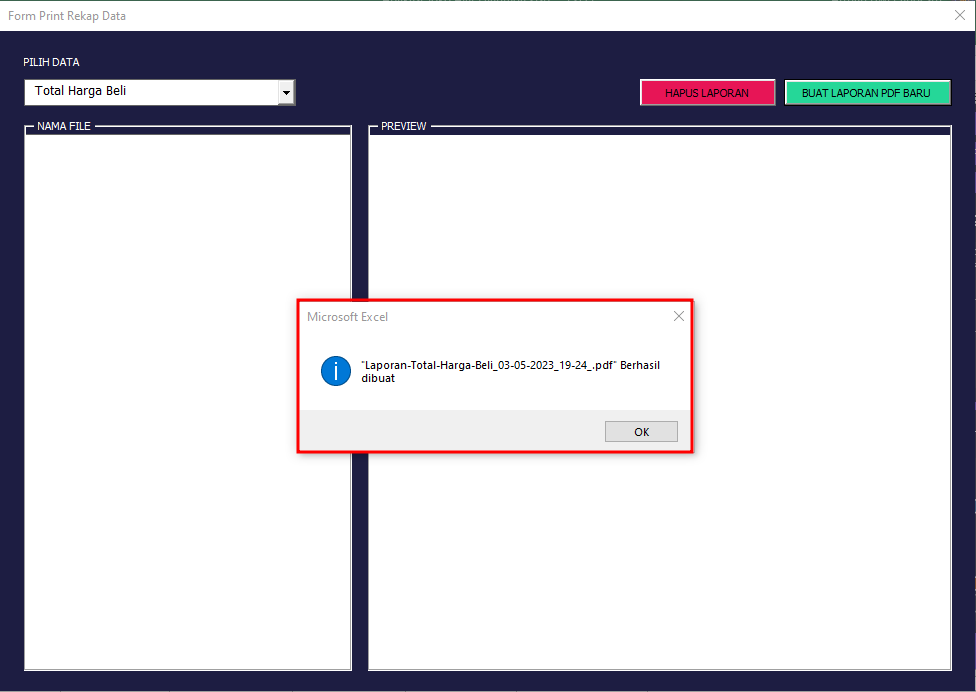 Form Print Rekap Data
PILIH DATA
Total Harga Beli
HAPUS LAPORAN
BUAT LAPORAN PDF BARU
NAMA FILE
PREVIEW
Microsoft Excel
"Laporan-Total-Harga-Beli_03-05-2023_19-24_.pdf" Berhasil
dibuat
OK